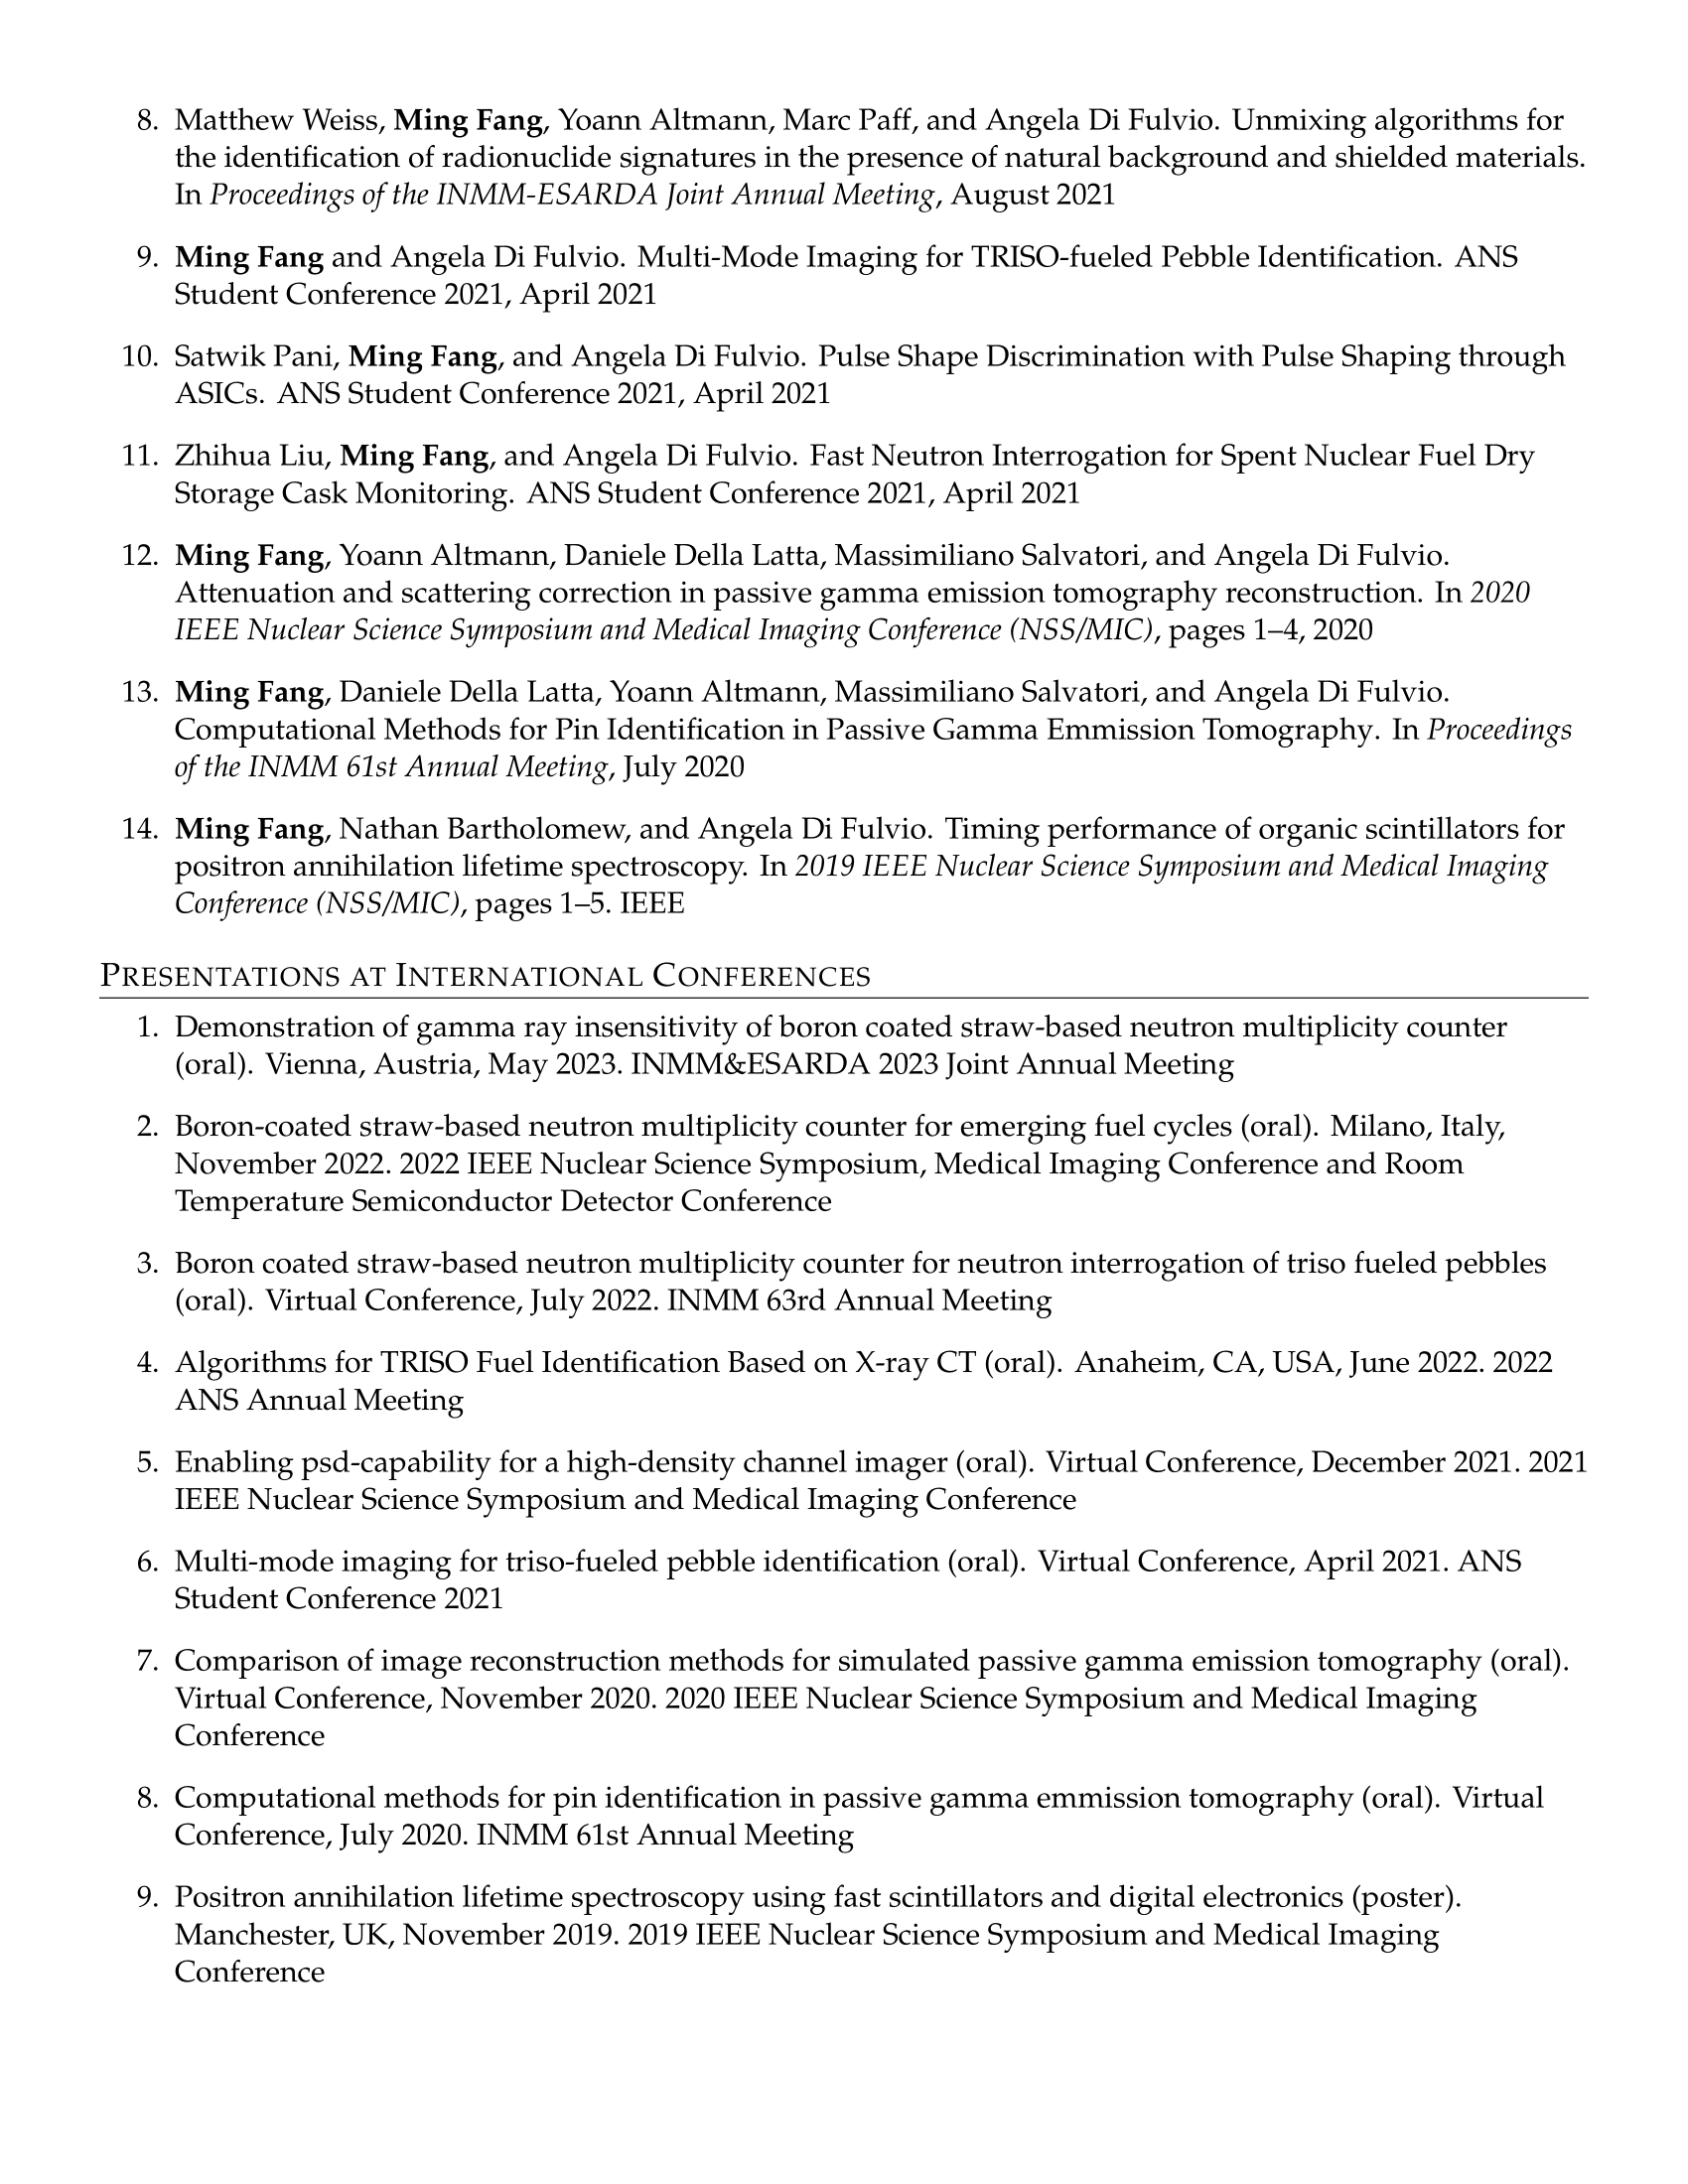 8. Matthew Weiss, Ming Fang, Yoann Altmann, Marc Paff, and Angela Di Fulvio. Unmixing algorithms for
the identification of radionuclide signatures in the presence of natural background and shielded materials.
In Proceedings of the INMM-ESARDA Joint Annual Meeting, August 2021
9. Ming Fang and Angela Di Fulvio. Multi-Mode Imaging for TRISO-fueled Pebble Identification. ANS
Student Conference 2021, April 2021
10. Satwik Pani, Ming Fang, and Angela Di Fulvio. Pulse Shape Discrimination with Pulse Shaping through
ASICs. ANS Student Conference 2021, April 2021
11. Zhihua Liu, Ming Fang, and Angela Di Fulvio. Fast Neutron Interrogation for Spent Nuclear Fuel Dry
Storage Cask Monitoring. ANS Student Conference 2021, April 2021
12. Ming Fang, Yoann Altmann, Daniele Della Latta, Massimiliano Salvatori, and Angela Di Fulvio.
Attenuation and scattering correction in passive gamma emission tomography reconstruction. In 2020
IEEE Nuclear Science Symposium and Medical Imaging Conference (NSS/MIC), pages 1–4, 2020
13. Ming Fang, Daniele Della Latta, Yoann Altmann, Massimiliano Salvatori, and Angela Di Fulvio.
Computational Methods for Pin Identification in Passive Gamma Emmission Tomography. In Proceedings
of the INMM 61st Annual Meeting, July 2020
14. Ming Fang, Nathan Bartholomew, and Angela Di Fulvio. Timing performance of organic scintillators for
positron annihilation lifetime spectroscopy. In 2019 IEEE Nuclear Science Symposium and Medical Imaging
Conference (NSS/MIC), pages 1–5. IEEE
PRESENTATIONS AT INTERNATIONAL CONFERENCES
1. Demonstration of gamma ray insensitivity of boron coated straw-based neutron multiplicity counter
(oral). Vienna, Austria, May 2023. INMM&ESARDA 2023 Joint Annual Meeting
2. Boron-coated straw-based neutron multiplicity counter for emerging fuel cycles (oral). Milano, Italy,
November 2022. 2022 IEEE Nuclear Science Symposium, Medical Imaging Conference and Room
Temperature Semiconductor Detector Conference
3. Boron coated straw-based neutron multiplicity counter for neutron interrogation of triso fueled pebbles
(oral). Virtual Conference, July 2022. INMM 63rd Annual Meeting
4. Algorithms for TRISO Fuel Identification Based on X-ray CT (oral). Anaheim, CA, USA, June 2022. 2022
ANS Annual Meeting
5. Enabling psd-capability for a high-density channel imager (oral). Virtual Conference, December 2021. 2021
IEEE Nuclear Science Symposium and Medical Imaging Conference
6. Multi-mode imaging for triso-fueled pebble identification (oral). Virtual Conference, April 2021. ANS
Student Conference 2021
7. Comparison of image reconstruction methods for simulated passive gamma emission tomography (oral).
Virtual Conference, November 2020. 2020 IEEE Nuclear Science Symposium and Medical Imaging
Conference
8. Computational methods for pin identification in passive gamma emmission tomography (oral). Virtual
Conference, July 2020. INMM 61st Annual Meeting
9. Positron annihilation lifetime spectroscopy using fast scintillators and digital electronics (poster).
Manchester, UK, November 2019. 2019 IEEE Nuclear Science Symposium and Medical Imaging
Conference